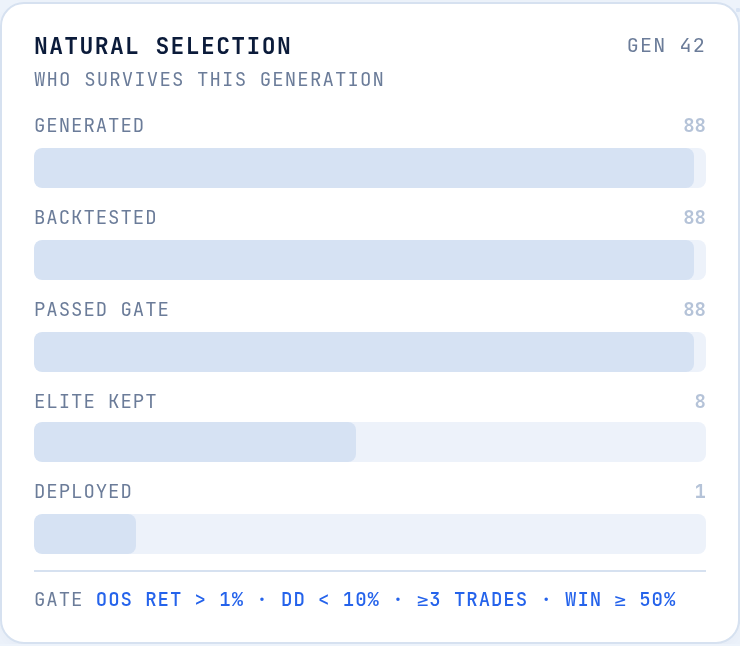 NATURAL SELECTION
GEN 42
WHO SURVIVES THIS GENERATION
GENERATED 88
BACKTESTED 88
PASSED GATE 88
ELITE KEPT 8
DEPLOYED 1
GATE OOS RET > 1% · DD < 10% · ≥3 TRADES · WIN ≥ 50%